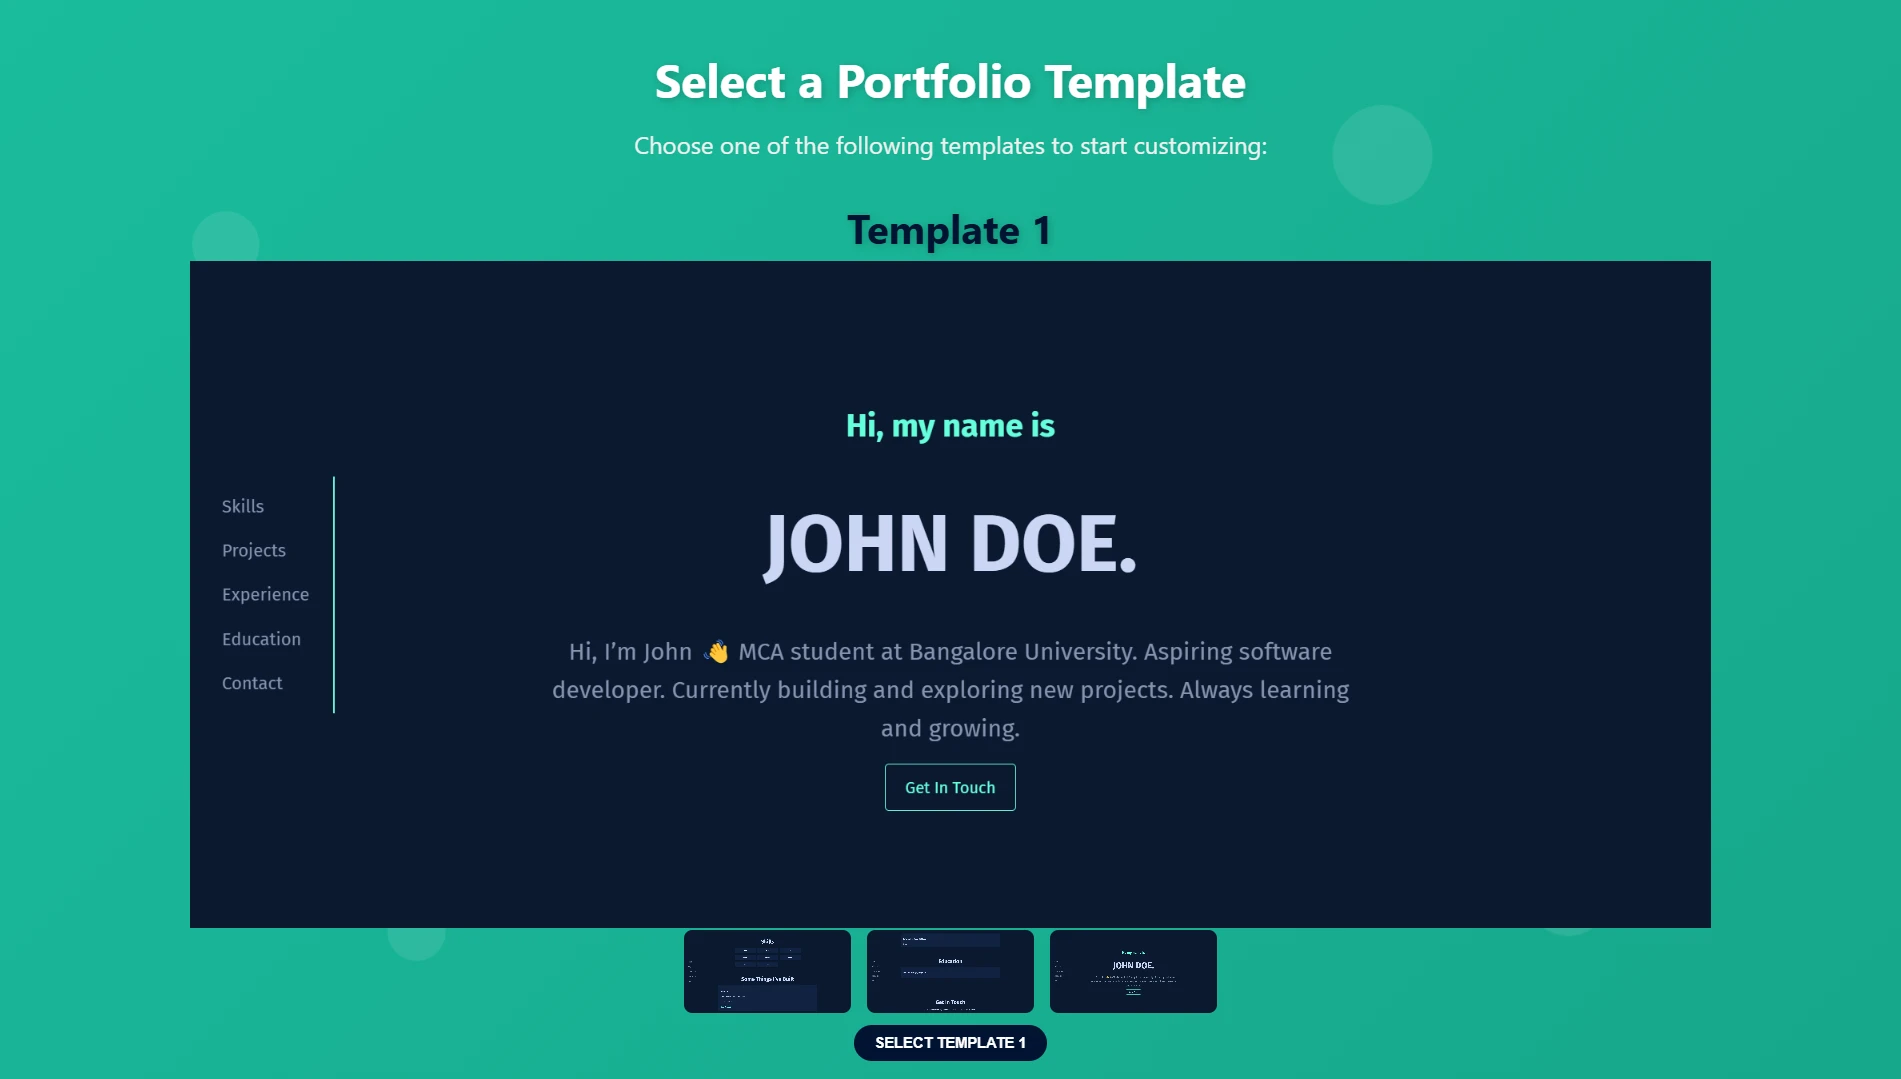 Select a Portfolio Template
Choose one of the following templates to start customizing:
Template 1
Hi, my name is
Skills
Projects
Experience
Education
Contact
JOHN DOE.
Hi, I’m John 👋 MCA student at Bangalore University. Aspiring software
developer. Currently building and exploring new projects. Always learning
and growing.
Get In Touch
Skills
Some Things I've Built
Education
Get In Touch
JOHN DOE.
SELECT TEMPLATE 1